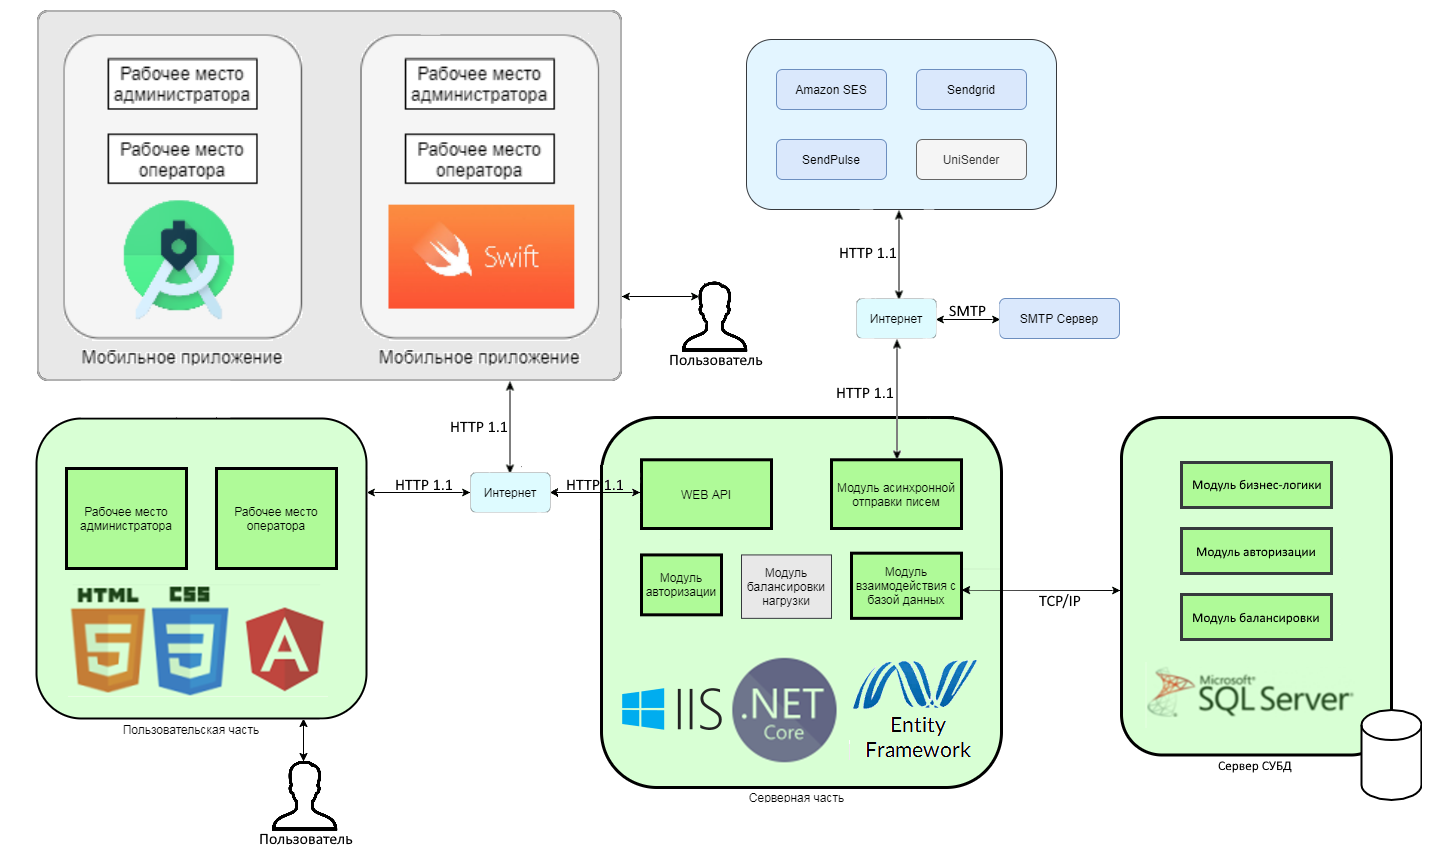 Рабочее место
администратора
Рабочее место
оператора
Мобильное приложение
Рабочее место
администратора
Рабочее место
оператора
Swift
Мобильное приложение
Пользователь
Amazon SES
Sendgrid
SendPulse
UniSender
HTTP 1.1
Интернет
SMTP
SMTP Сервер
HTTP 1.1
HTTP 1.1
HTTP 1.1
Интернет
HTTP 1.1
Рабочее место
администратора
Рабочее место
оператора
HTML
5
CSS
3
A
Пользовательская часть
Пользователь
WEB API
Модуль асинхронной
отправки писем
Модуль
авторизации
Модуль
балансировки
нагрузки
Модуль
взаимодействия с
базой данных
IIS
.NET
Core
Entity
Framework
Серверная часть
TCP/IP
Модуль бизнес-логики
Модуль авторизации
Модуль балансировки
Microsoft
SQL Server
Сервер СУБД